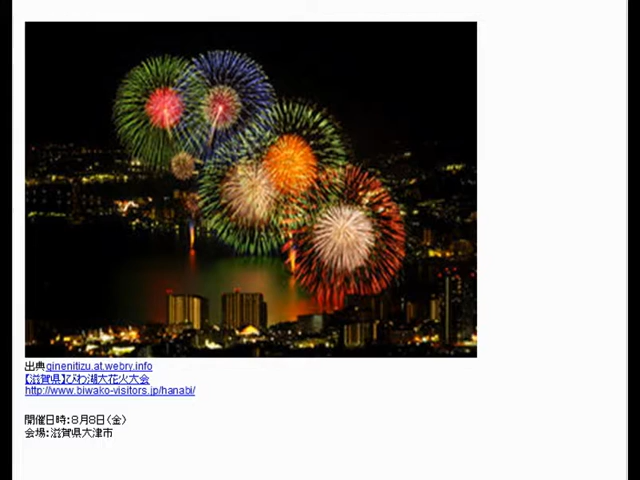 出典ginenitizu.at.webry.info
【滋賀県】びわ湖大花火大会
http://www.biwako-visitors.jp/hanabi/
開催日時：8月8日（金）
会場：滋賀県大津市